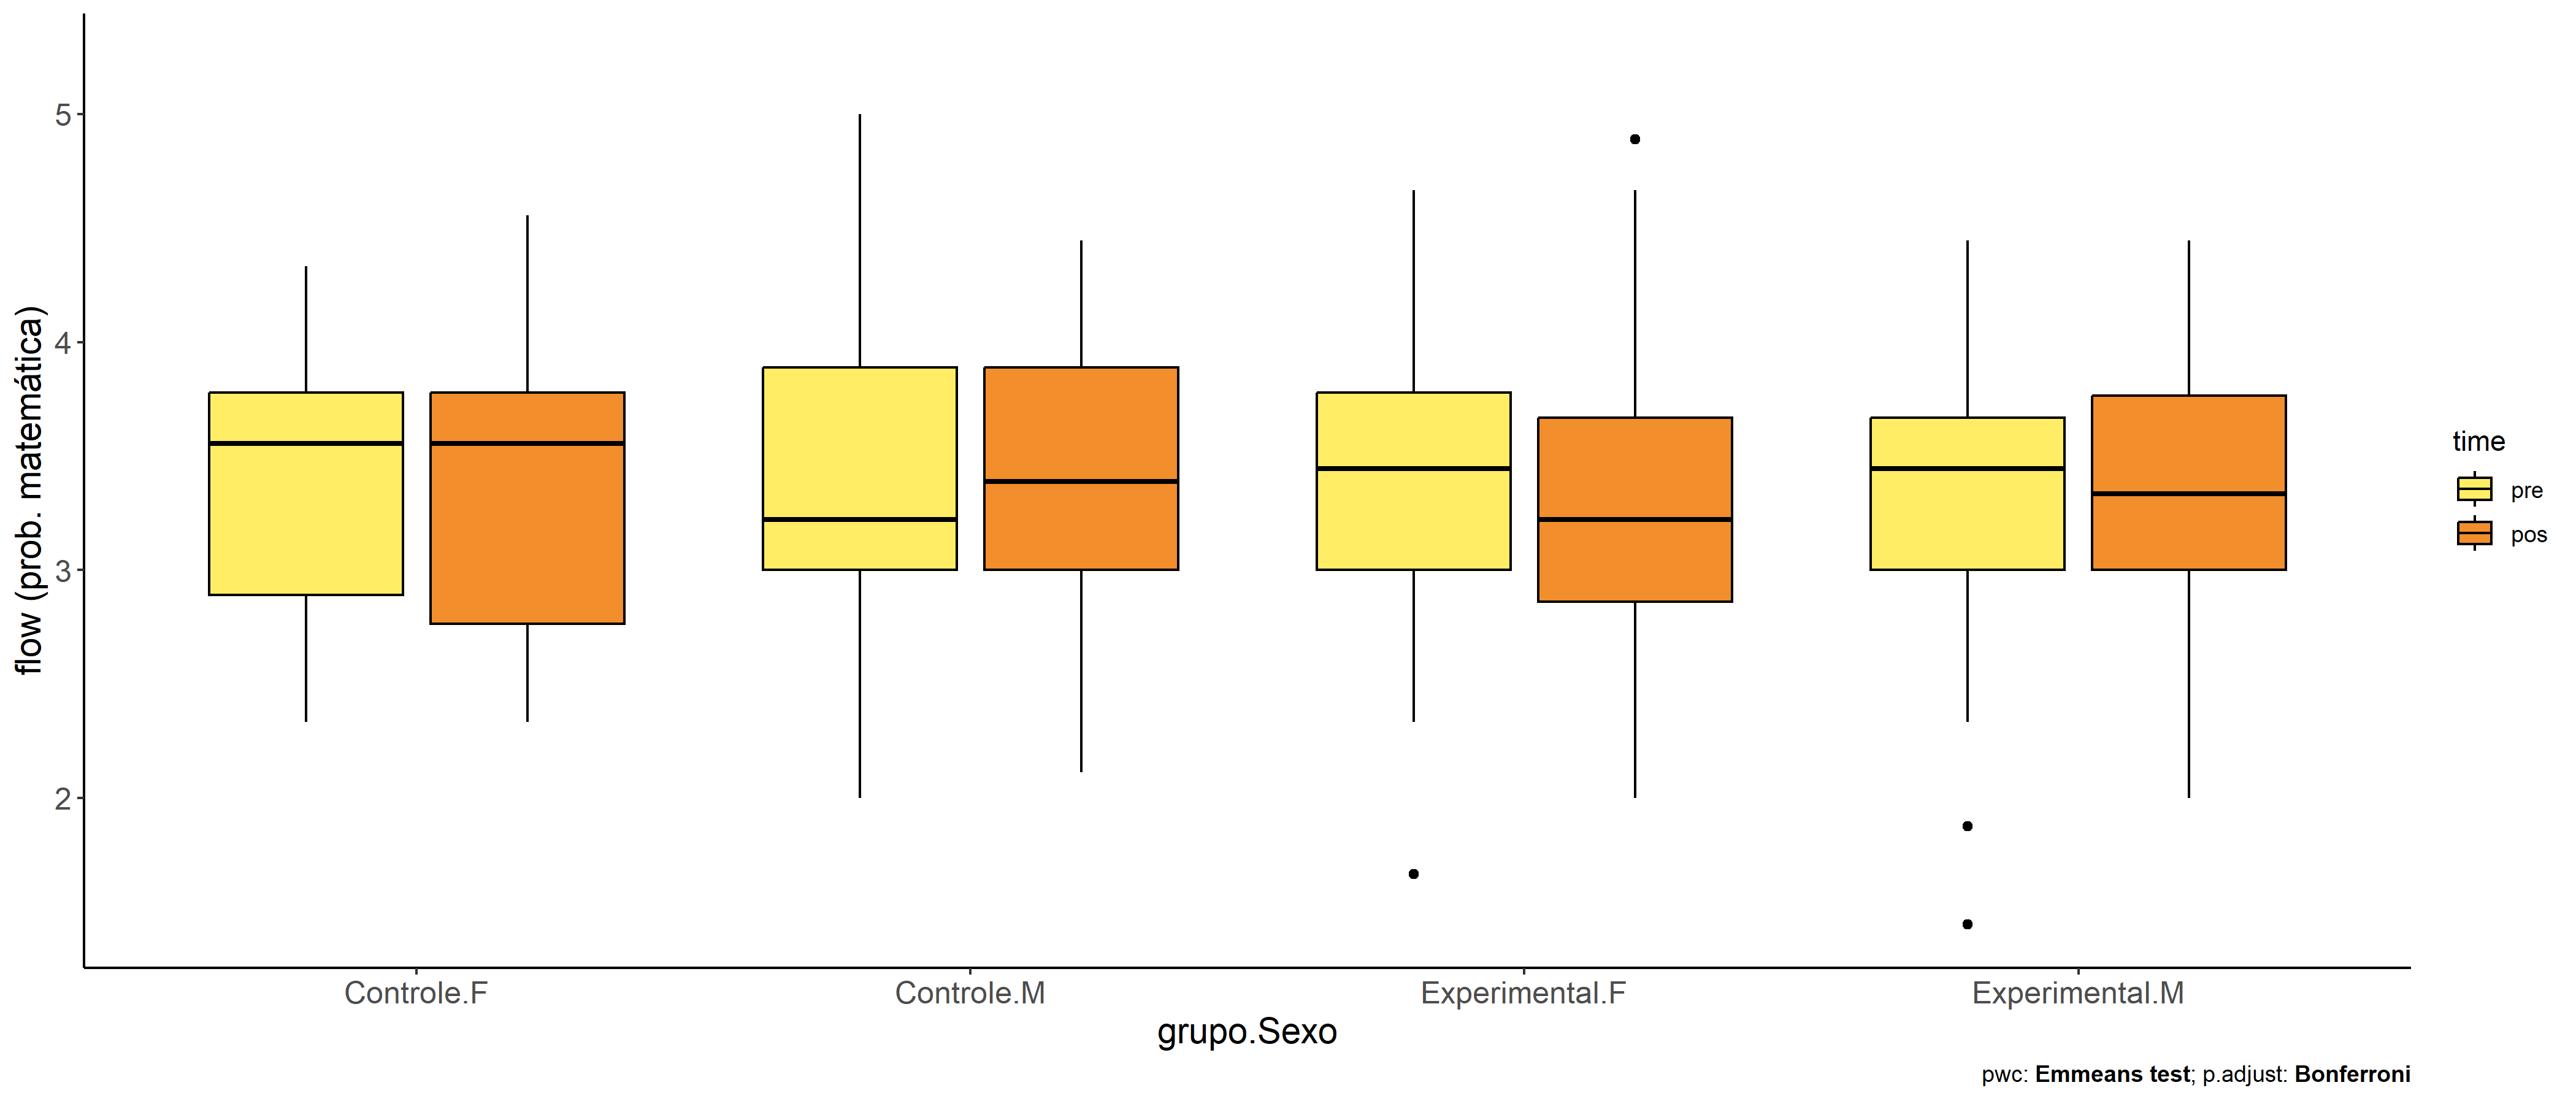 flow (prob. matemática)
5
4
3
2
Controle.F
Controle.M
Experimental.F
Experimental.M
grupo.Sexo
time
pre
pos
pwc: Emmeans test; p.adjust: Bonferroni